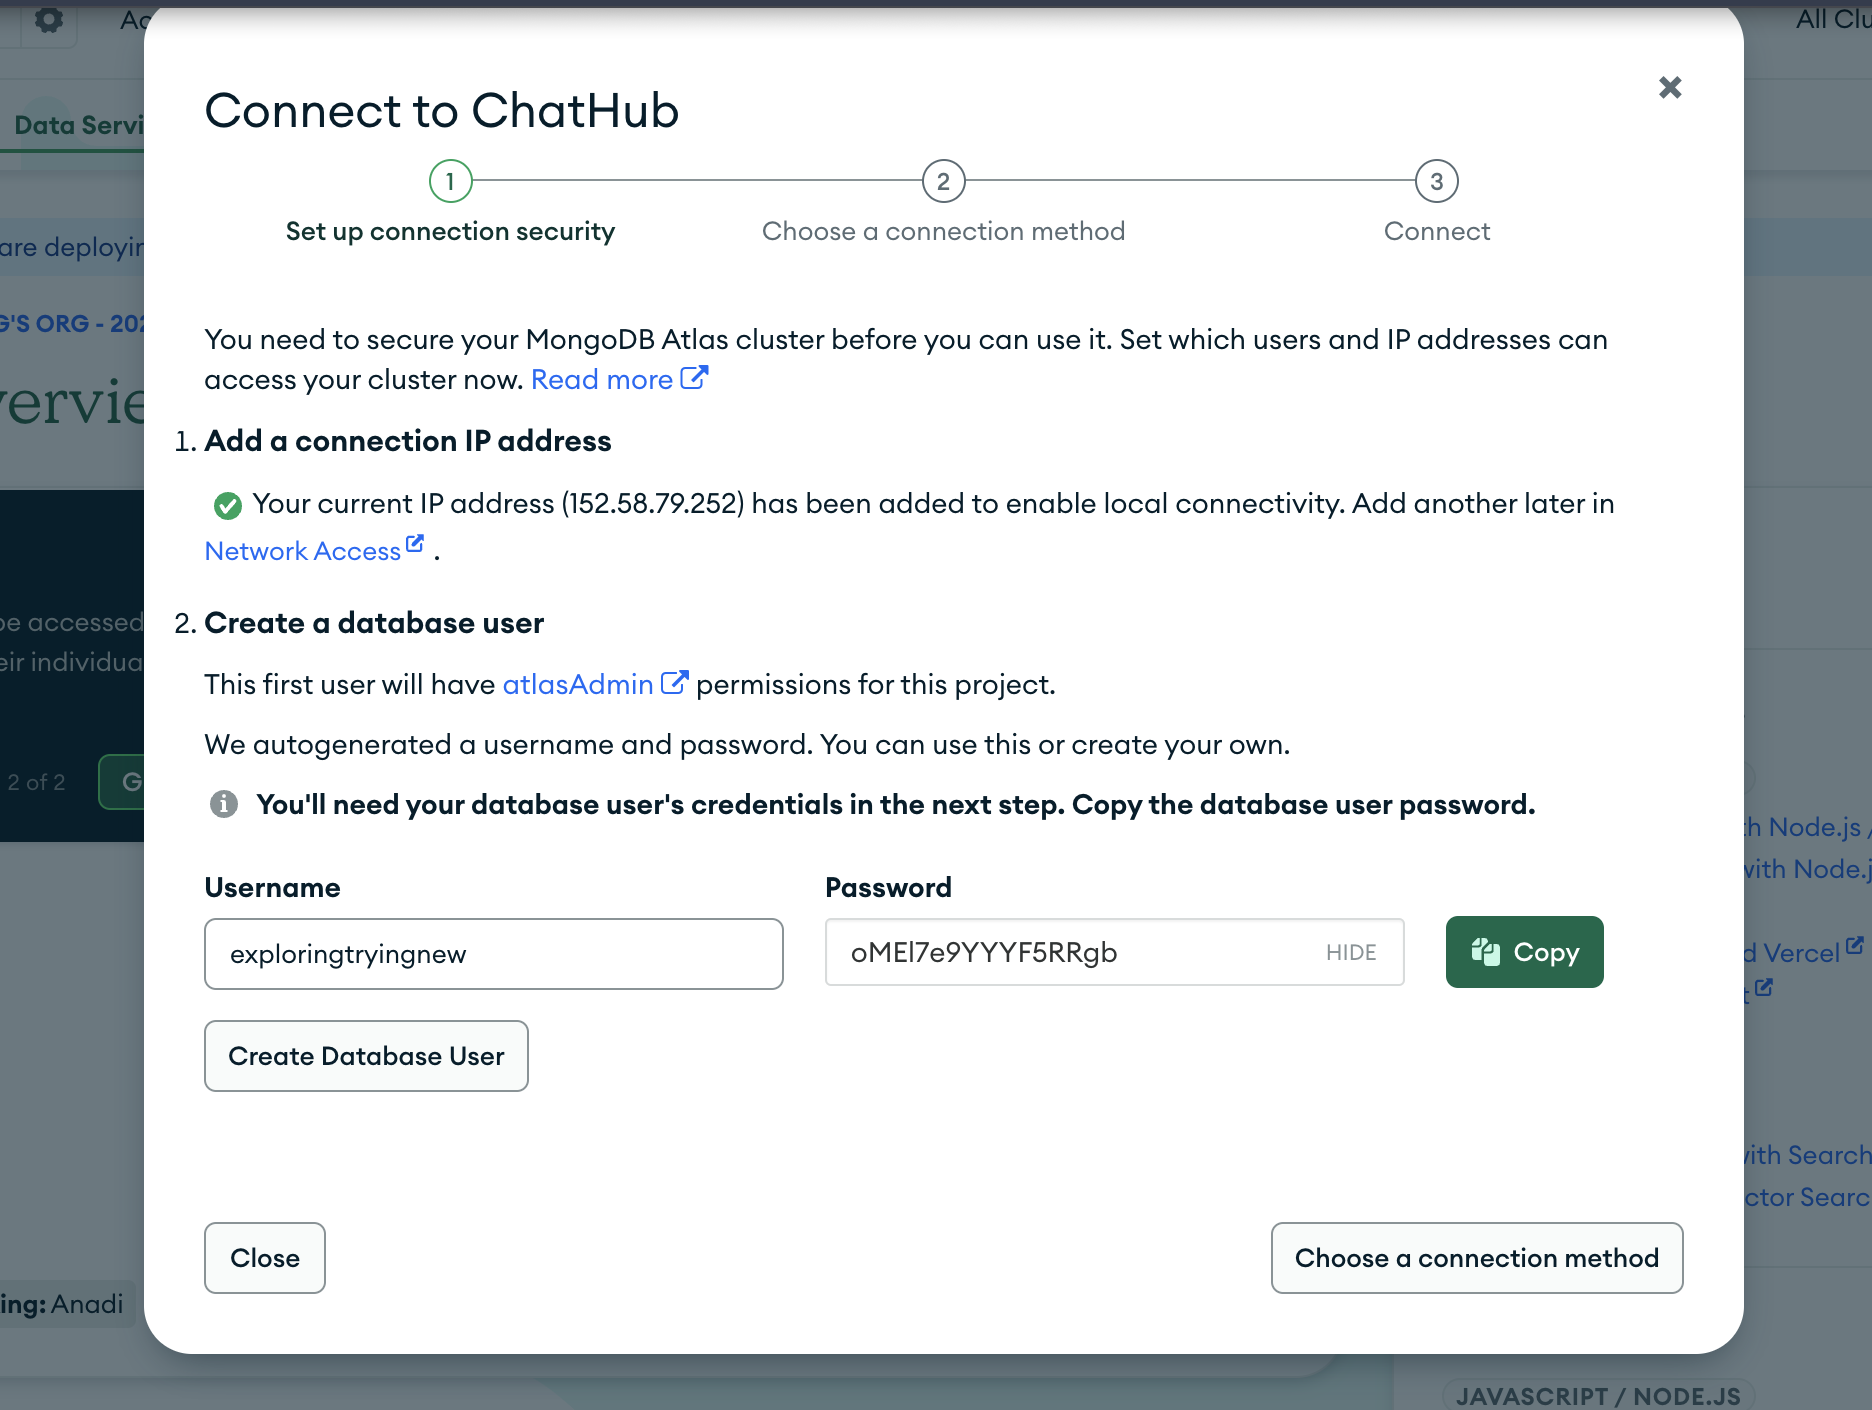 All Clu
Connect to ChatHub
Data Servi
1
2
3
Set up connection security
Choose a connection method
Connect
are deployin
G'S ORG - 202
You need to secure your MongoDB Atlas cluster before you can use it. Set which users and IP addresses can
access your cluster now. Read more
vervie
1. Add a connection IP address
Your current IP address (152.58.79.252) has been added to enable local connectivity. Add another later in
Network Access .
be accessed
eir individua
2. Create a database user
This first user will have atlasAdmin permissions for this project.
We autogenerated a username and password. You can use this or create your own.
2 of 2
G
You'll need your database user's credentials in the next step. Copy the database user password.
th Node.js /
with Node.j
Username
Password
exploringtryingnew
oMEl7e9YYYF5RRgb
HIDE
Copy
d Vercel
t
Create Database User
with Search
ctor Searc
Close
Choose a connection method
ing: Anadi
JAVASCRIPT / NODE.JS